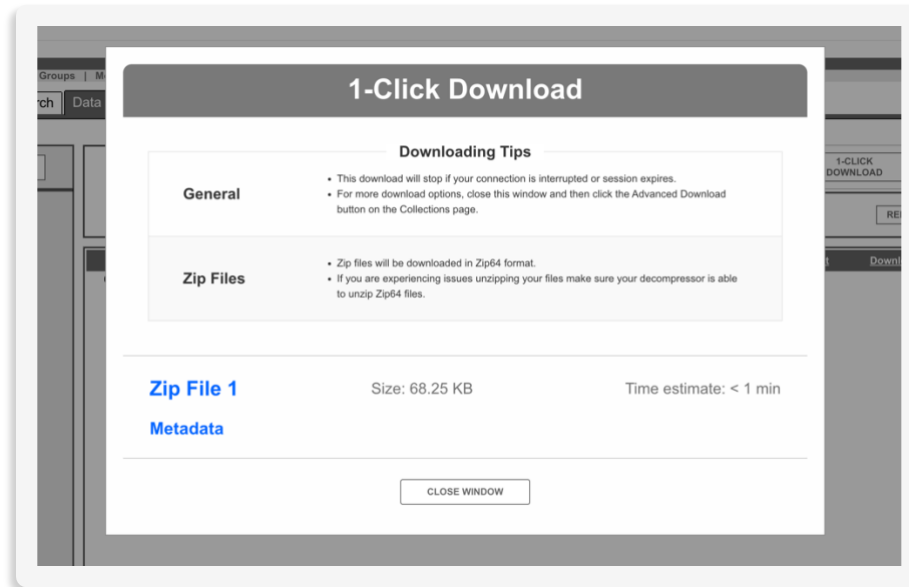 Groups | M
rch
Data
1-Click Download
Downloading Tips
General
• This download will stop if your connection is interrupted or session expires.
• For more download options, close this window and then click the Advanced Download
button on the Collections page.
Zip Files
• Zip files will be downloaded in Zip64 format.
• If you are experiencing issues unzipping your files make sure your decompressor is able
to unzip Zip64 files.
Zip File 1
Size: 68.25 KB
Time estimate: < 1 min
Metadata
CLOSE WINDOW
1-CLICK
DOWNLOAD
Downl